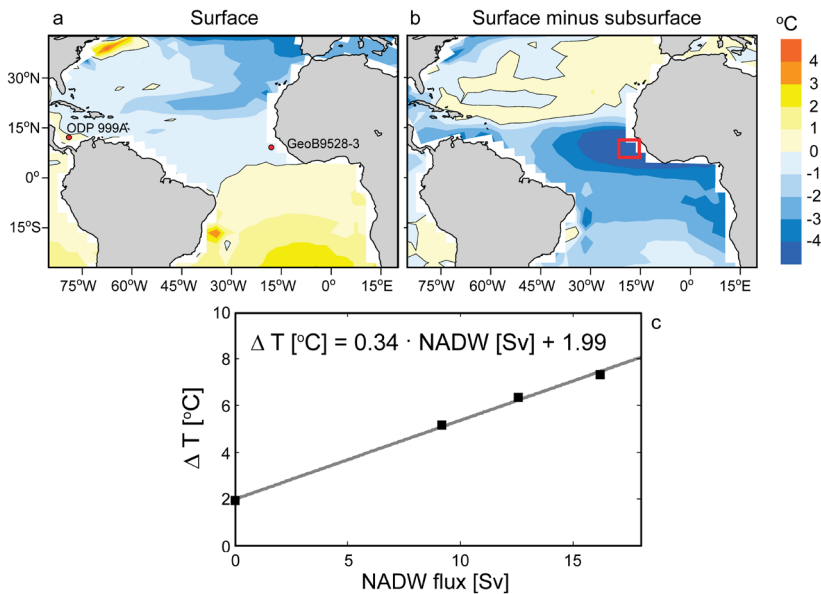 a Surface
b Surface minus subsurface
°C
30°N
15°N
0°
15°S
ODP 999A
GeoB9528-3
4
3
2
1
0
-1
-2
-3
-4
75°W 60°W 45°W 30°W 15°W 0° 15°E
75°W 60°W 45°W 30°W 15°W 0° 15°E
c
Δ T [°C] = 0.34 · NADW [Sv] + 1.99
10
8
6
4
2
0
Δ T [°C]
0 5 10 15
NADW flux [Sv]